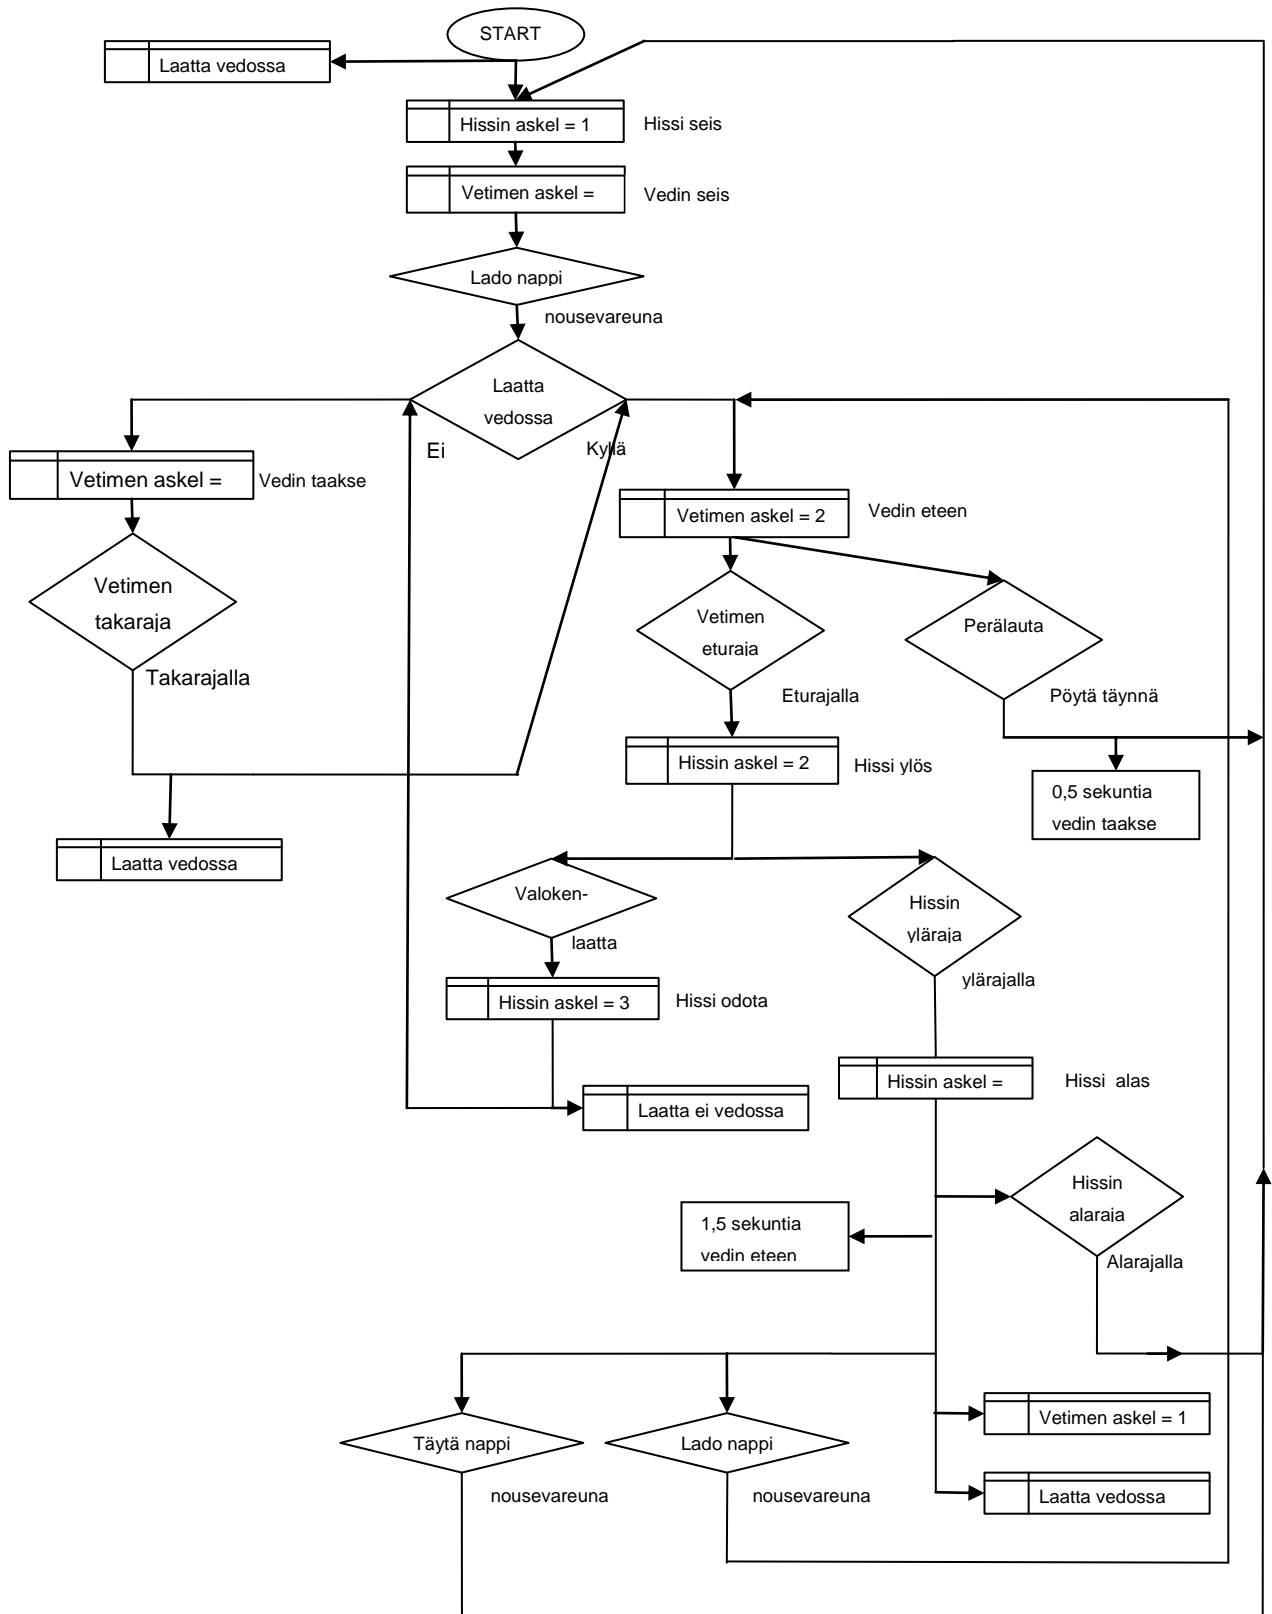 START
Laatta vedossa
Hissin askel = 1
Hissi seis
Vetimen askel =
Vedin seis
Lado nappi
nousevareuna
Laatta
vedossa
Ei
Kyllä
Vetimen askel =
Vedin taakse
Vetimen askel = 2
Vedin eteen
Vetimen
takaraja
Takarajalla
Vetimen
eturaja
Eturajalla
Perälauta
Pöytä täynnä
Hissin askel = 2
Hissi ylös
0,5 sekuntia
vedin taakse
Laatta vedossa
Valoken-
laatta
Hissin
yläraja
ylärajalla
Hissin askel = 3
Hissi odota
Hissin askel =
Hissi alas
Laatta ei vedossa
Hissin
alaraja
Alarajalla
1,5 sekuntia
vedin eteen
Vetimen askel = 1
Täytä nappi
nousevareuna
Lado nappi
nousevareuna
Laatta vedossa